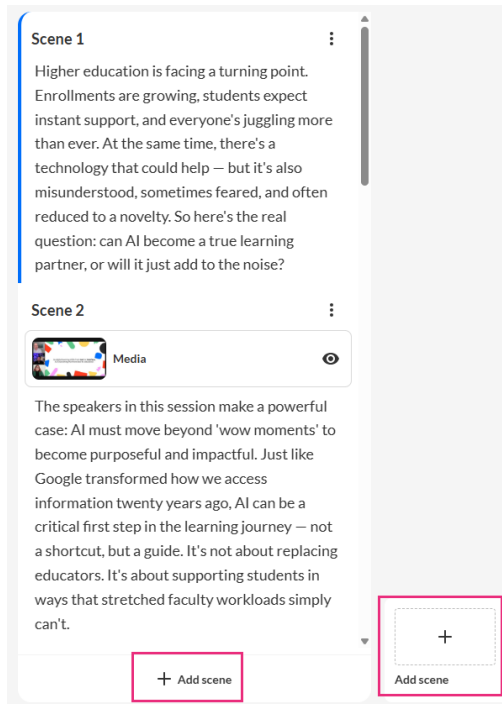 Scene 1
Higher education is facing a turning point.
Enrollments are growing, students expect
instant support, and everyone's juggling more
than ever. At the same time, there's a
technology that could help — but it's also
misunderstood, sometimes feared, and often
reduced to a novelty. So here's the real
question: can AI become a true learning
partner, or will it just add to the noise?
Scene 2
Media
The speakers in this session make a powerful
case: AI must move beyond 'wow moments' to
become purposeful and impactful. Just like
Google transformed how we access
information twenty years ago, AI can be a
critical first step in the learning journey — not
a shortcut, but a guide. It's not about replacing
educators. It's about supporting students in
ways that stretched faculty workloads simply
can't.
+ Add scene
+
Add scene